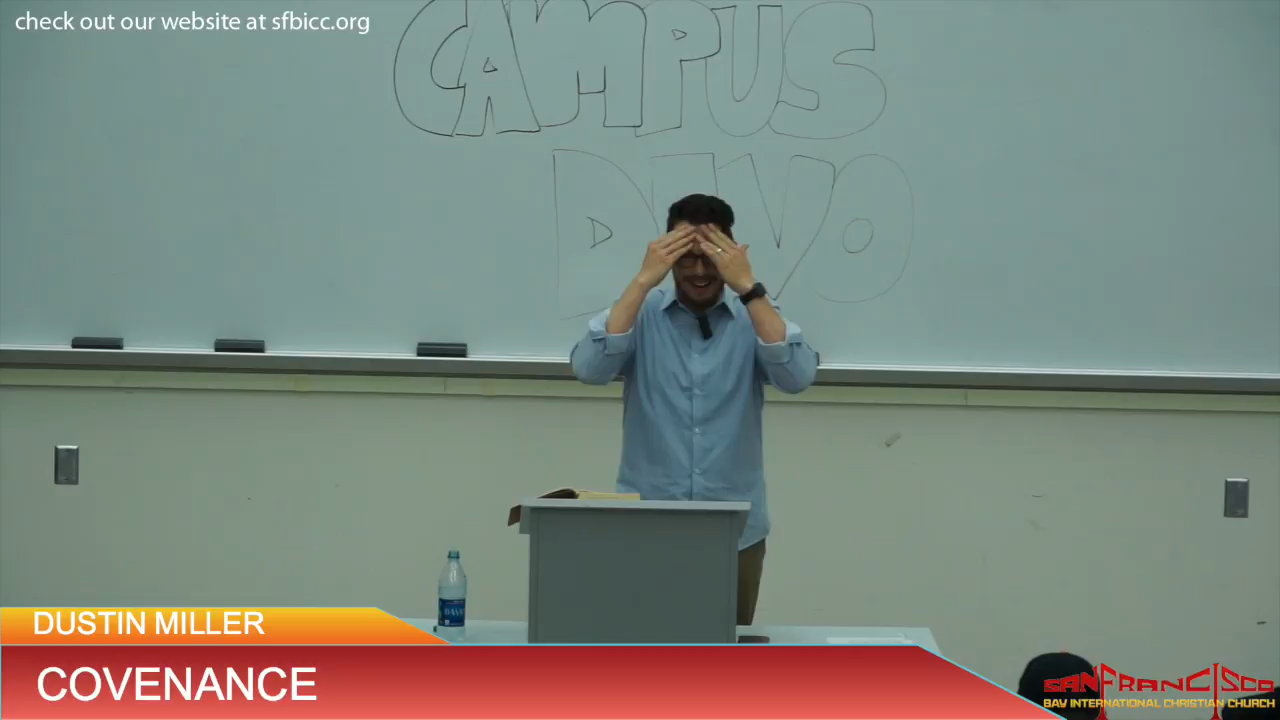 check out our website at sfbicc.org
CAMPUS
DEVO
DUSTIN MILLER
COVENANCE
SAN FRANCISCO
BAY INTERNATIONAL CHRISTIAN CHURCH